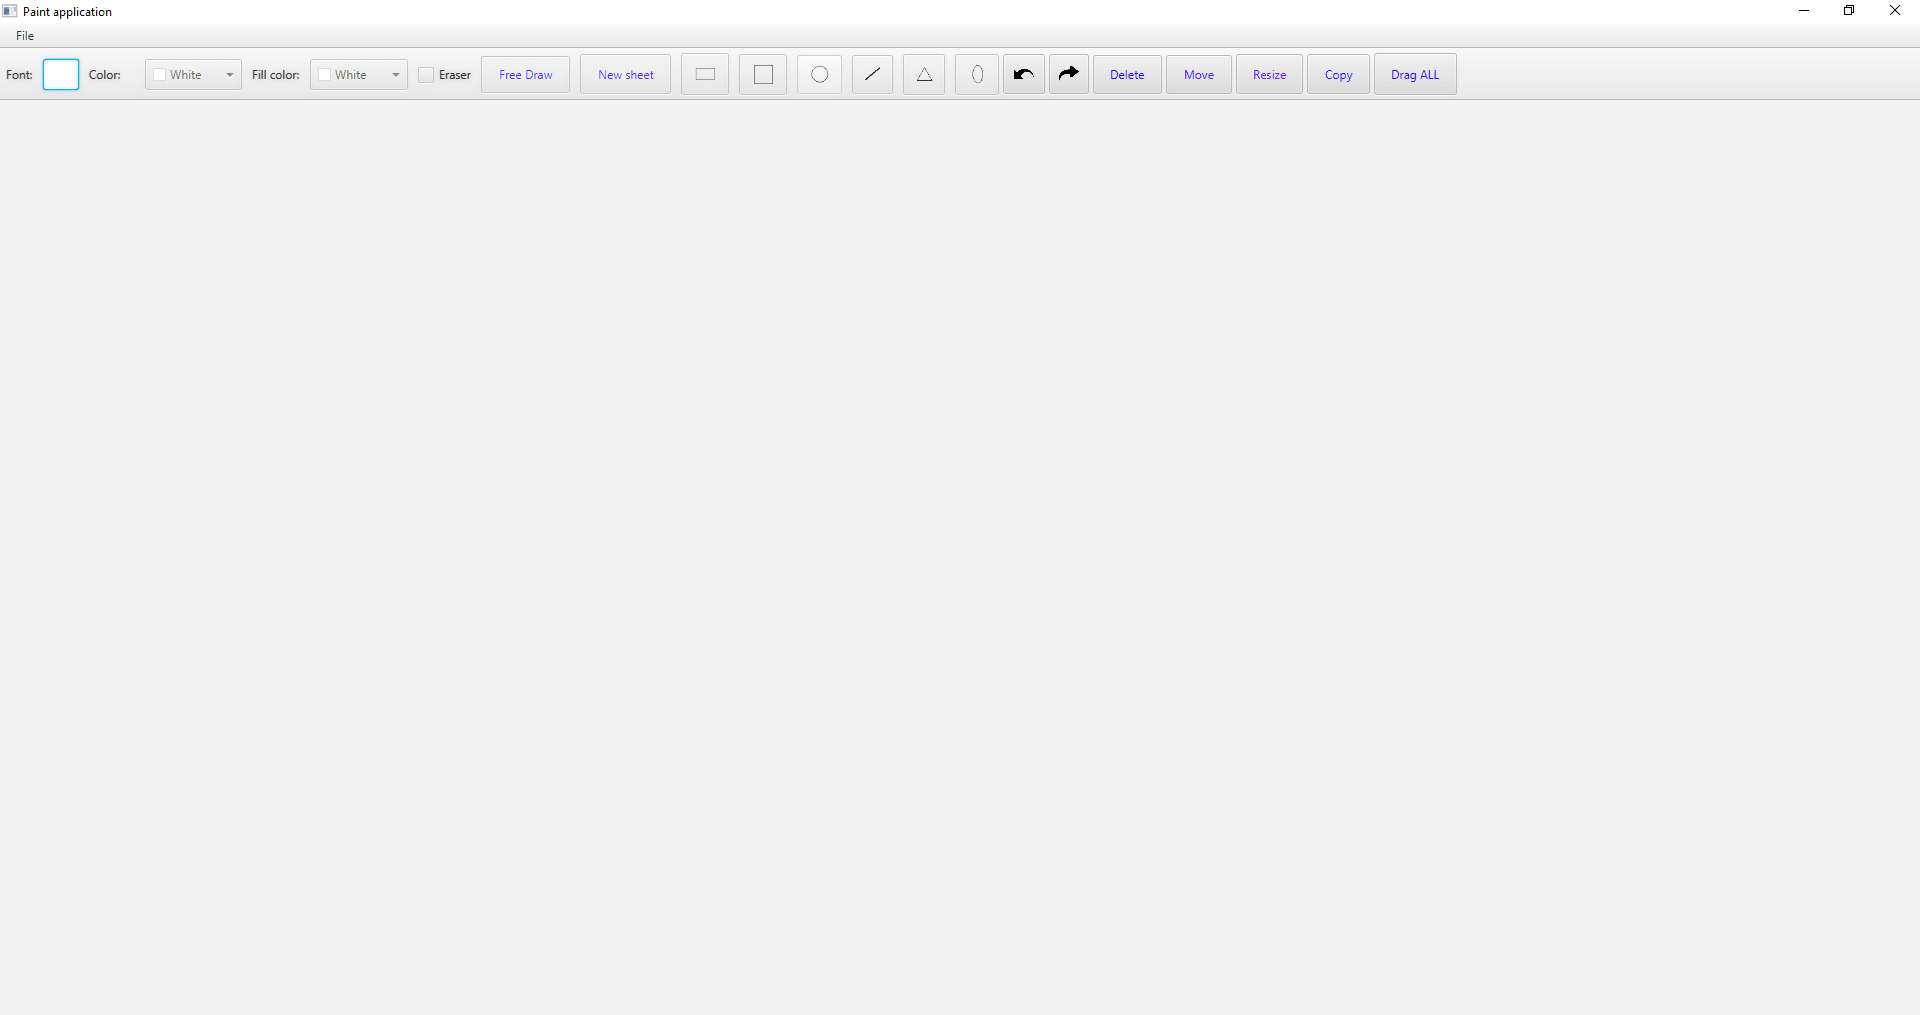 Paint application
File
Font: Color: White Fill color: White Eraser Free Draw New sheet Delete Move Resize Copy Drag ALL